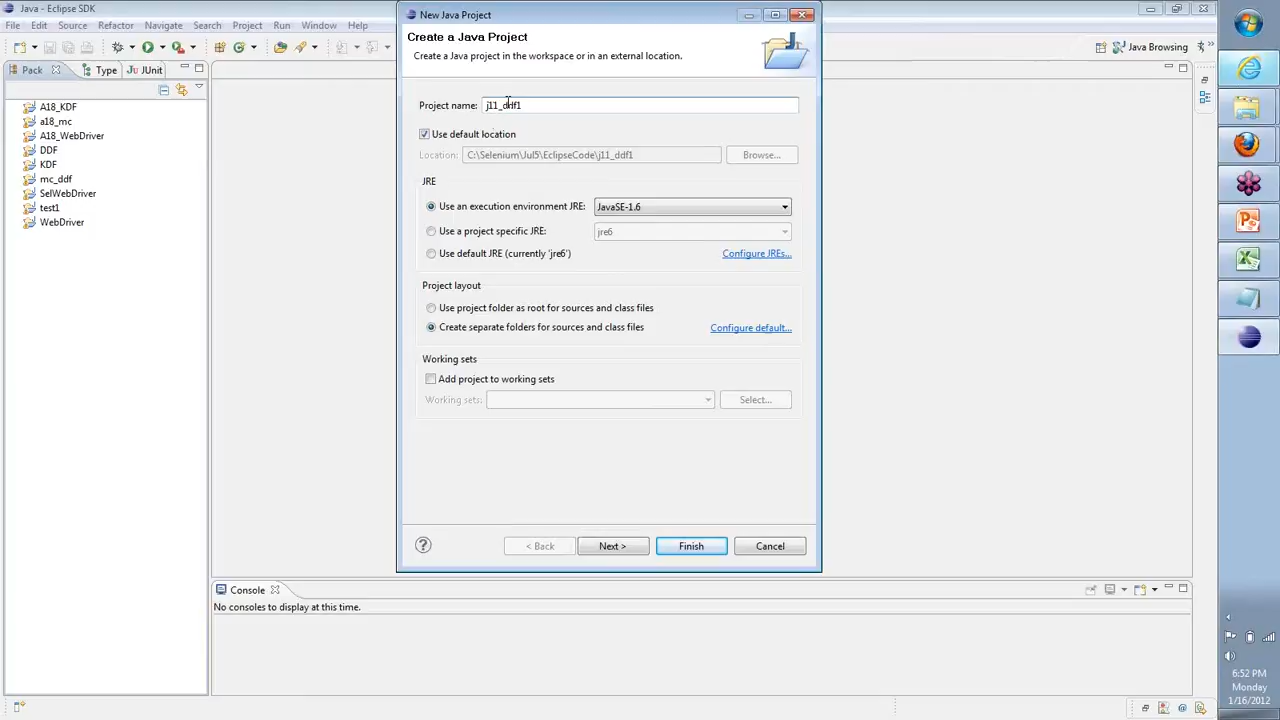 Java - Eclipse SDK
File Edit Source Refactor Navigate Search Project Run Window Help
Java Browsing
Pack Type JUnit
A18_KDF
a18_mc
A18_WebDriver
DDF
KDF
mc_ddf
SelWebDriver
test1
WebDriver
New Java Project
Create a Java Project
Create a Java project in the workspace or in an external location.
Project name: j11_ddf1
Use default location
Location: C:\Selenium\Jul5\EclipseCode\j11_ddf1 Browse...
JRE
Use an execution environment JRE: JavaSE-1.6
Use a project specific JRE: jre6
Use default JRE (currently 'jre6') Configure JREs...
Project layout
Use project folder as root for sources and class files
Create separate folders for sources and class files Configure default...
Working sets
Add project to working sets
Working sets: Select...
< Back Next > Finish Cancel
Console
No consoles to display at this time.
6:52 PM
Monday
1/16/2012